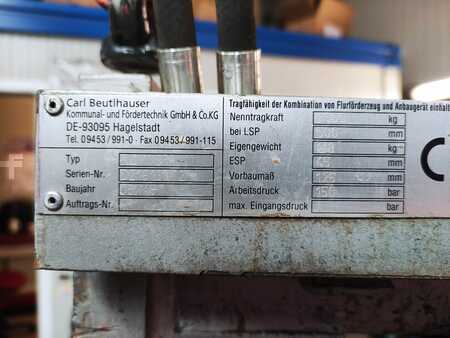 Carl Beutlhauser
Kommunal- und Fördertechnik GmbH & Co.KG
DE-93095 Hagelstadt
Tel. 09453/991-0 · Fax 09453/991-115
Typ
Serien-Nr.
Baujahr
Auftrags-Nr.
Tragfähigkeit der Kombination von Flurförderzeug und Anbaugerät einhalt
Nenntragkraft kg
bei LSP mm
Eigengewicht kg
ESP mm
Vorbaumaß mm
Arbeitsdruck bar
max. Eingangsdruck bar
C
F